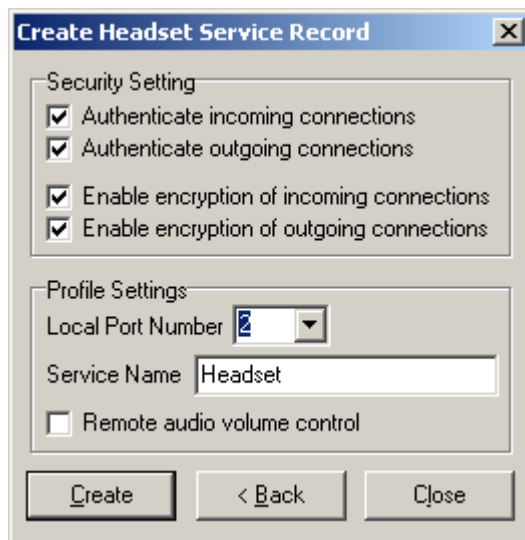 Create Headset Service Record
Security Setting
Authenticate incoming connections
Authenticate outgoing connections
Enable encryption of incoming connections
Enable encryption of outgoing connections
Profile Settings
Local Port Number 2
Service Name Headset
Remote audio volume control
Create < Back Close